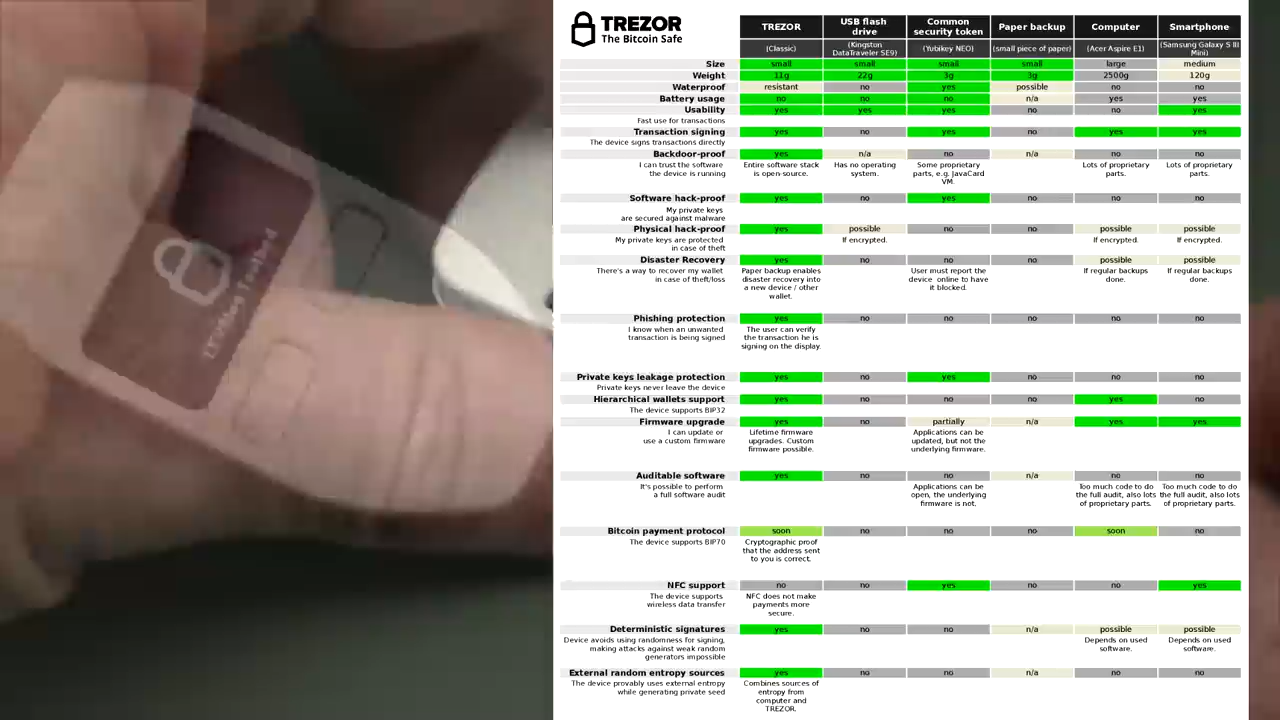 TREZOR
The Bitcoin Safe
TREZOR USB flash drive Common security token Paper backup Computer Smartphone
(Classic) (Kingston DataTraveler SE9) (Yubikey NEO) (small piece of paper) (Acer Aspire E1) (Samsung Galaxy S III Mini)
Size small small small small large medium
Weight 11g 22g 3g 3g 2500g 120g
Waterproof resistant no yes possible no no
Battery usage no no no n/a yes yes
Usability yes yes yes no no yes
Fast use for transactions
Transaction signing yes no yes no yes yes
The device signs transactions directly
Backdoor-proof yes n/a no n/a no no
I can trust the software Entire software stack Has no operating Some proprietary Lots of proprietary Lots of proprietary
the device is running is open-source. system. parts, e.g. JavaCard parts. parts.
VM.
Software hack-proof yes no yes no no no
My private keys
are secured against malware
Physical hack-proof yes possible no no possible possible
My private keys are protected If encrypted. If encrypted. If encrypted.
in case of theft
Disaster Recovery yes no no no possible possible
There's a way to recover my wallet Paper backup enables User must report the If regular backups If regular backups
in case of theft/loss disaster recovery into device online to have done. done.
a new device / other it blocked.
wallet.
Phishing protection yes no no no no no
I know when an unwanted The user can verify
transaction is being signed the transaction he is
signing on the display.
Private keys leakage protection yes no yes no no no
Private keys never leave the device
Hierarchical wallets support yes no no no yes no
The device supports BIP32
Firmware upgrade yes no partially n/a yes yes
I can update or Lifetime firmware Applications can be
use a custom firmware upgrades. Custom updated, but not the
firmware possible. underlying firmware.
Auditable software yes no no n/a no no
It's possible to perform Applications can be Too much code to do Too much code to do
a full software audit open, the underlying the full audit, also lots the full audit, also lots
firmware is not. of proprietary parts. of proprietary parts.
Bitcoin payment protocol soon no no no soon no
The device supports BIP70 Cryptographic proof
that the address sent
to you is correct.
NFC support no no yes no no yes
The device supports NFC does not make
wireless data transfer payments more
secure.
Deterministic signatures yes no no n/a possible possible
Device avoids using randomness for signing, Depends on used Depends on used
making attacks against weak random software. software.
generators impossible
External random entropy sources yes no no n/a no no
The device provably uses external entropy Combines sources of
while generating private seed entropy from
computer and
TREZOR.